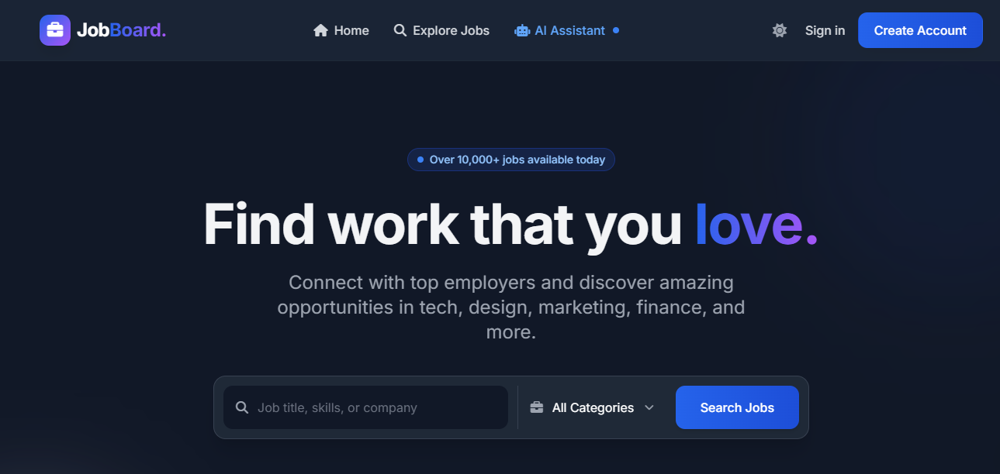 JobBoard.
Home
Explore Jobs
AI Assistant
Sign in
Create Account
Over 10,000+ jobs available today
Find work that you love.
Connect with top employers and discover amazing
opportunities in tech, design, marketing, finance, and
more.
Job title, skills, or company
All Categories
Search Jobs